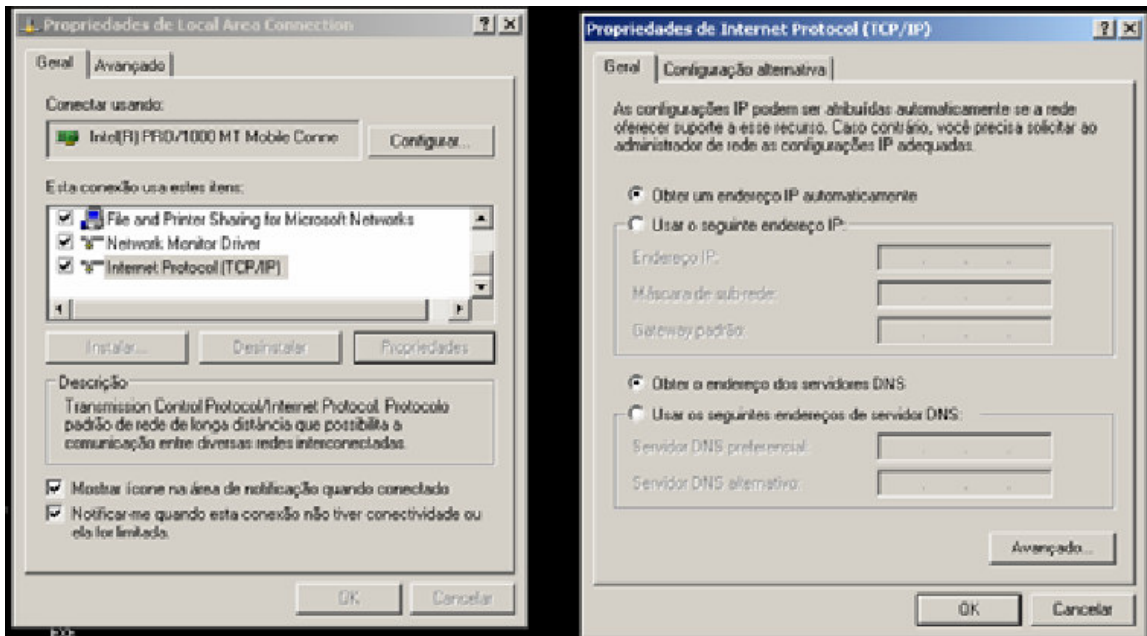 Propriedades de Local Area Connection
Geral
Avançado
Conectar usando:
Intel(R) PRO/1000 MT Mobile Conne
Configurar...
Esta conexão usa estes itens:
File and Printer Sharing for Microsoft Networks
Network Monitor Driver
Internet Protocol (TCP/IP)
Instalar...
Desinstalar
Propriedades
Descrição
Transmission Control Protocol/Internet Protocol. Protocolo
padrão de rede de longa distância que possibilita a
comunicação entre diversas redes interconectadas.
Mostrar ícone na área de notificação quando conectado
Notificar-me quando esta conexão não tiver conectividade ou
ela for limitada.
OK
Cancelar
Propriedades de Internet Protocol (TCP/IP)
Geral
Configuração alternativa
As configurações IP podem ser atribuídas automaticamente se a rede
oferecer suporte a esse recurso. Caso contrário, você precisa solicitar ao
administrador de rede as configurações IP adequadas.
Obter um endereço IP automaticamente
Usar o seguinte endereço IP:
Endereço IP:
Máscara de sub-rede:
Gateway padrão:
Obter o endereço dos servidores DNS
Usar os seguintes endereços de servidor DNS:
Servidor DNS preferencial:
Servidor DNS alternativo:
Avançado...
OK
Cancelar